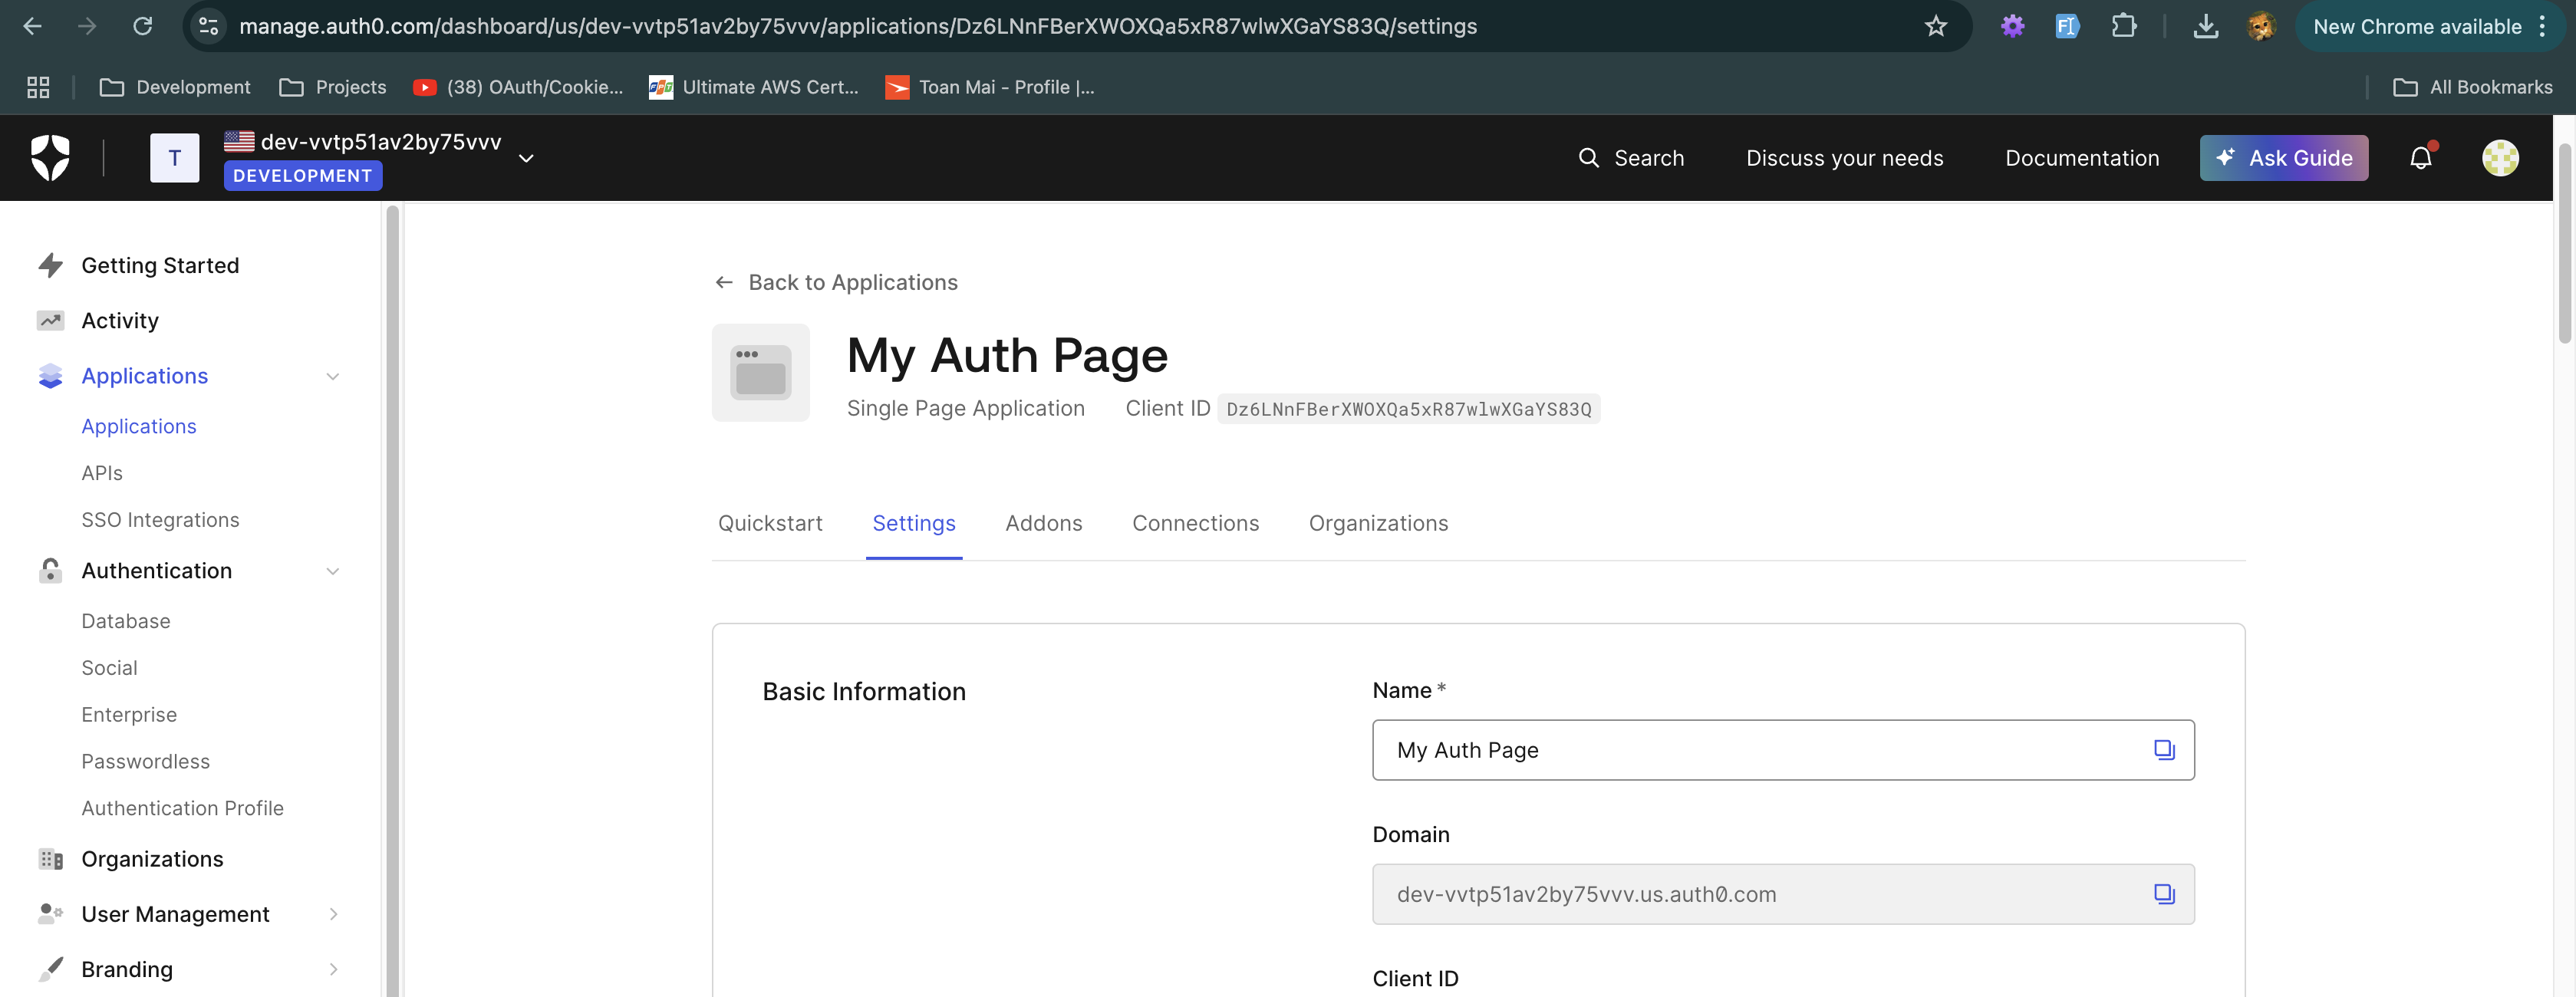 manage.auth0.com/dashboard/us/dev-vvtp51av2by75vvv/applications/Dz6LNnFBerXWOXQa5xR87wlwXGaYS83Q/settings
New Chrome available
Development
Projects
(38) OAuth/Cookie...
Ultimate AWS Cert...
Toan Mai - Profile |...
All Bookmarks
T
dev-vvtp51av2by75vvv
DEVELOPMENT
Search
Discuss your needs
Documentation
Ask Guide
Getting Started
Activity
Applications
Applications
APIs
SSO Integrations
Authentication
Database
Social
Enterprise
Passwordless
Authentication Profile
Organizations
User Management
Branding
Back to Applications
My Auth Page
Single Page Application
Client ID Dz6LNnFBerXWOXQa5xR87wlwXGaYS83Q
Quickstart
Settings
Addons
Connections
Organizations
Basic Information
Name *
My Auth Page
Domain
dev-vvtp51av2by75vvv.us.auth0.com
Client ID